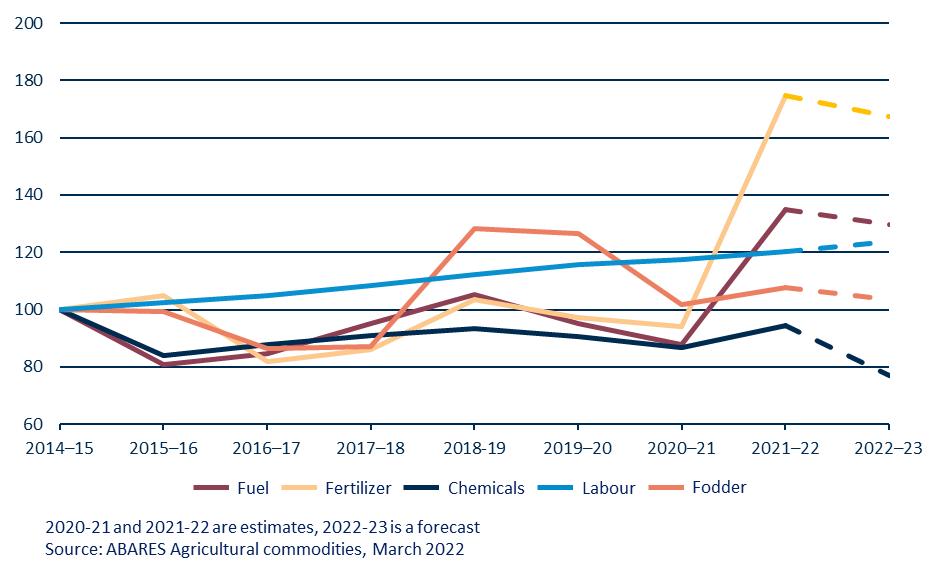 200
180
160
140
120
100
80
60
2014–15 2015–16 2016–17 2017–18 2018-19 2019–20 2020–21 2021–22 2022–23
Fuel Fertilizer Chemicals Labour Fodder
2020-21 and 2021-22 are estimates, 2022-23 is a forecast
Source: ABARES Agricultural commodities, March 2022